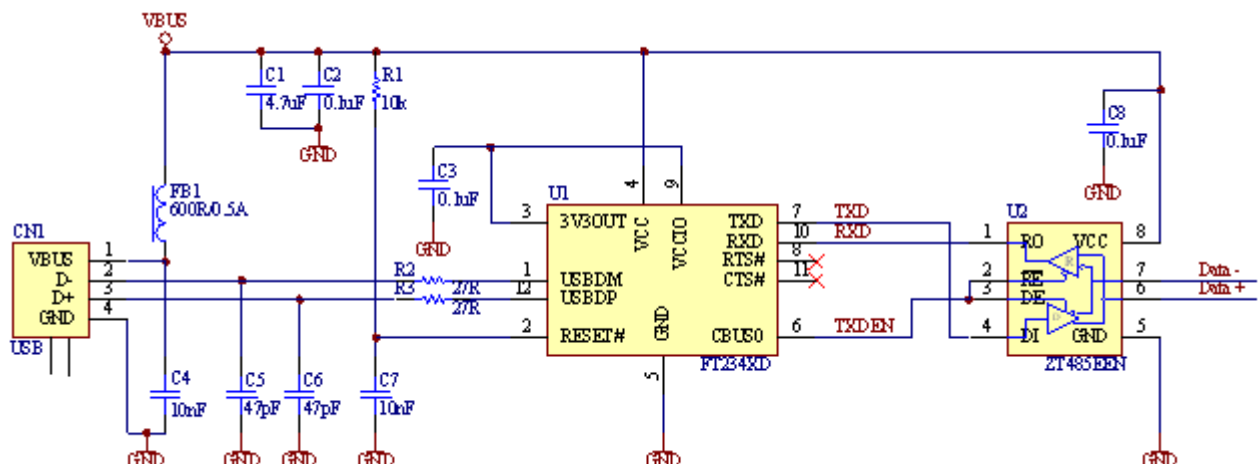 VBUS
C1
4.7uF
C2
0.1uF
R1
10k
C8
0.1uF
GND
GND
FB1
600R/0.5A
C3
0.1uF
GND
CN1
VBUS 1
D- 2
D+ 3
GND 4
USB
R2
27R
R3
27R
U1
4
9
3 3V3OUT
VCC
VCCIO
TXD 7 TXD
RXD 10 RXD
RTS# 8
CTS# 11
1 USBDM
12 USBDP
2 RESET#
GND
CBUS0 6 TXDEN
5
FT234XD
U2
1 RO VCC 8
2 RE 7 Data -
3 DE 6 Data +
4 DI GND 5
R
D
ZT485EEN
C4
10nF
C5
47pF
C6
47pF
C7
10nF
GND
GND
GND
GND
GND
GND